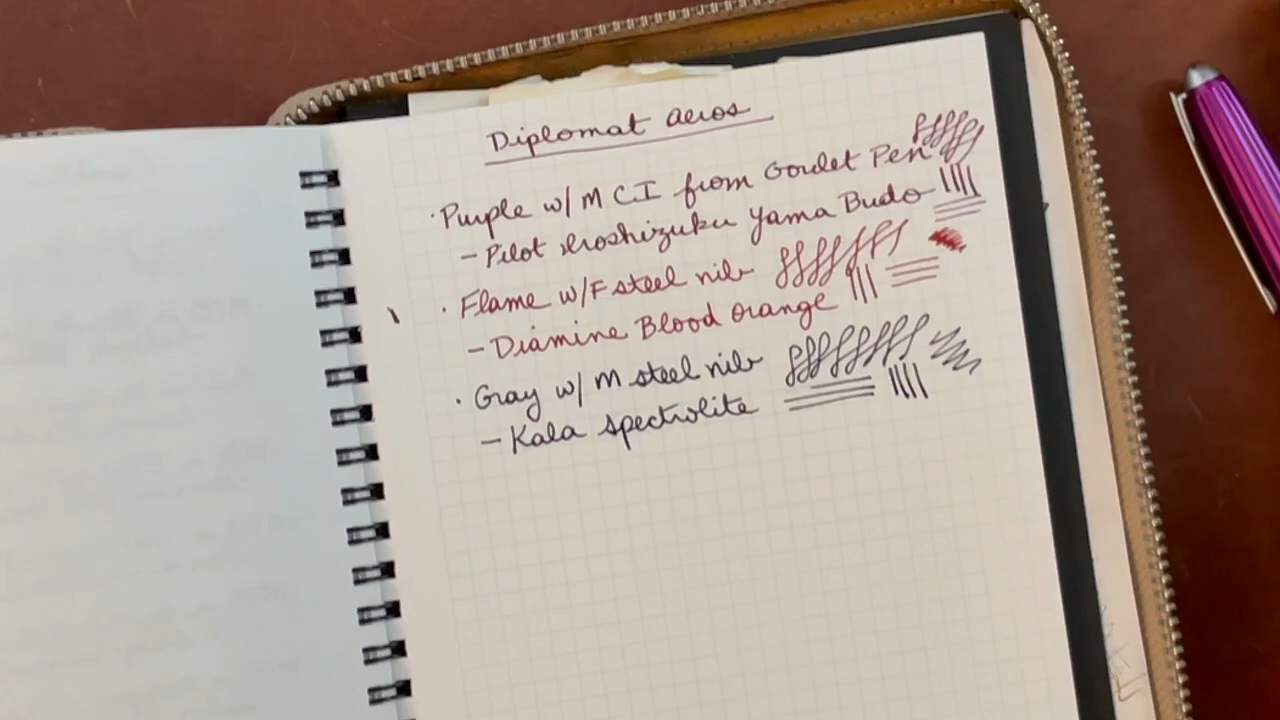 Diplomat Aeros
· Purple w/ M C.I. from Goulet Pen
- Pilot Iroshizuku Yama Budo
· Flame w/ F steel nib
- Diamine Blood Orange
· Gray w/ M steel nib
- Kala Spectrolite